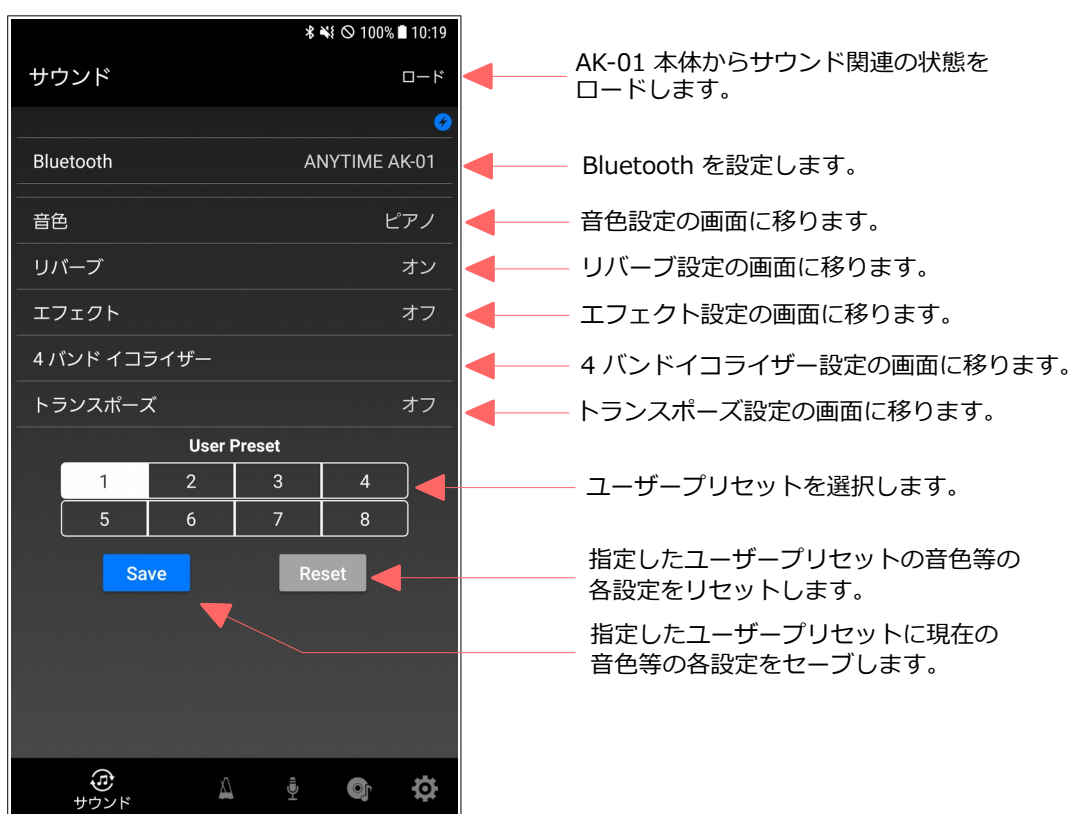 100% 10:19
サウンド ロード
AK-01 本体からサウンド関連の状態を
ロードします。
Bluetooth ANYTIME AK-01
Bluetooth を設定します。
音色 ピアノ
音色設定の画面に移ります。
リバーブ オン
リバーブ設定の画面に移ります。
エフェクト オフ
エフェクト設定の画面に移ります。
4 バンド イコライザー
4 バンドイコライザー設定の画面に移ります。
トランスポーズ オフ
トランスポーズ設定の画面に移ります。
User Preset
1 2 3 4
ユーザープリセットを選択します。
5 6 7 8
Save Reset
指定したユーザープリセットの音色等の
各設定をリセットします。
指定したユーザープリセットに現在の
音色等の各設定をセーブします。
サウンド